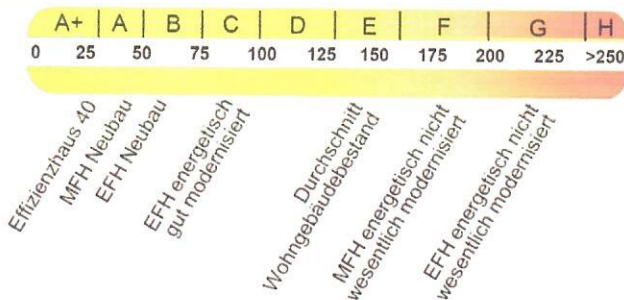 A+ A B C D E F G H
0 25 50 75 100 125 150 175 200 225 >250
Effizienzhaus 40
MFH Neubau
EFH Neubau
EFH energetisch
gut modernisiert
Durchschnitt
Wohngebäudebestand
MFH energetisch nicht
wesentlich modernisiert
EFH energetisch nicht
wesentlich modernisiert